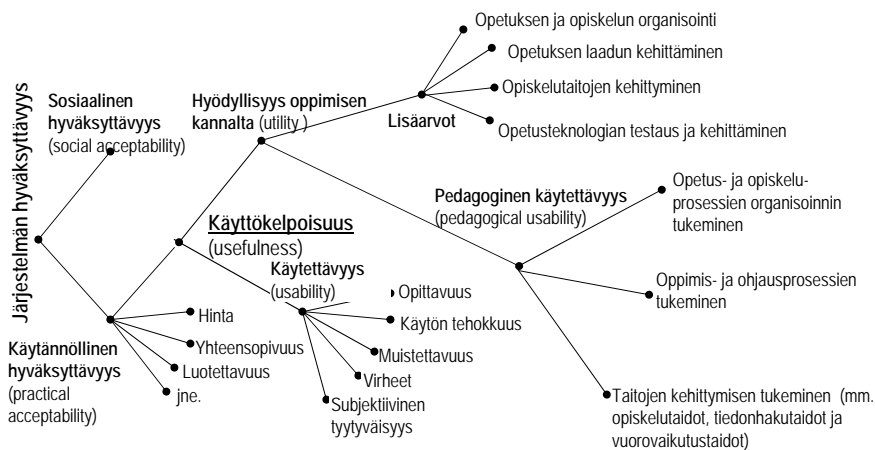 Järjestelmän hyväksyttävyys
Sosiaalinen
hyväksyttävyys
(social acceptability)
Käytännöllinen
hyväksyttävyys
(practical
acceptability)
Hinta
Yhteensopivuus
Luotettavuus
jne.
Käyttökelpoisuus
(usefulness)
Hyödyllisyys oppimisen
kannalta (utility )
Lisäarvot
Opetuksen ja opiskelun organisointi
Opetuksen laadun kehittäminen
Opiskelutaitojen kehittyminen
Opetusteknologian testaus ja kehittäminen
Käytettävyys
(usability)
Opittavuus
Käytön tehokkuus
Muistettavuus
Virheet
Subjektiivinen
tyytyväisyys
Pedagoginen käytettävyys
(pedagogical usability)
Opetus- ja opiskelu-
prosessien organisoinnin
tukeminen
Oppimis- ja ohjausprosessien
tukeminen
Taitojen kehittymisen tukeminen (mm.
opiskelutaidot, tiedonhakutaidot ja
vuorovaikutustaidot)